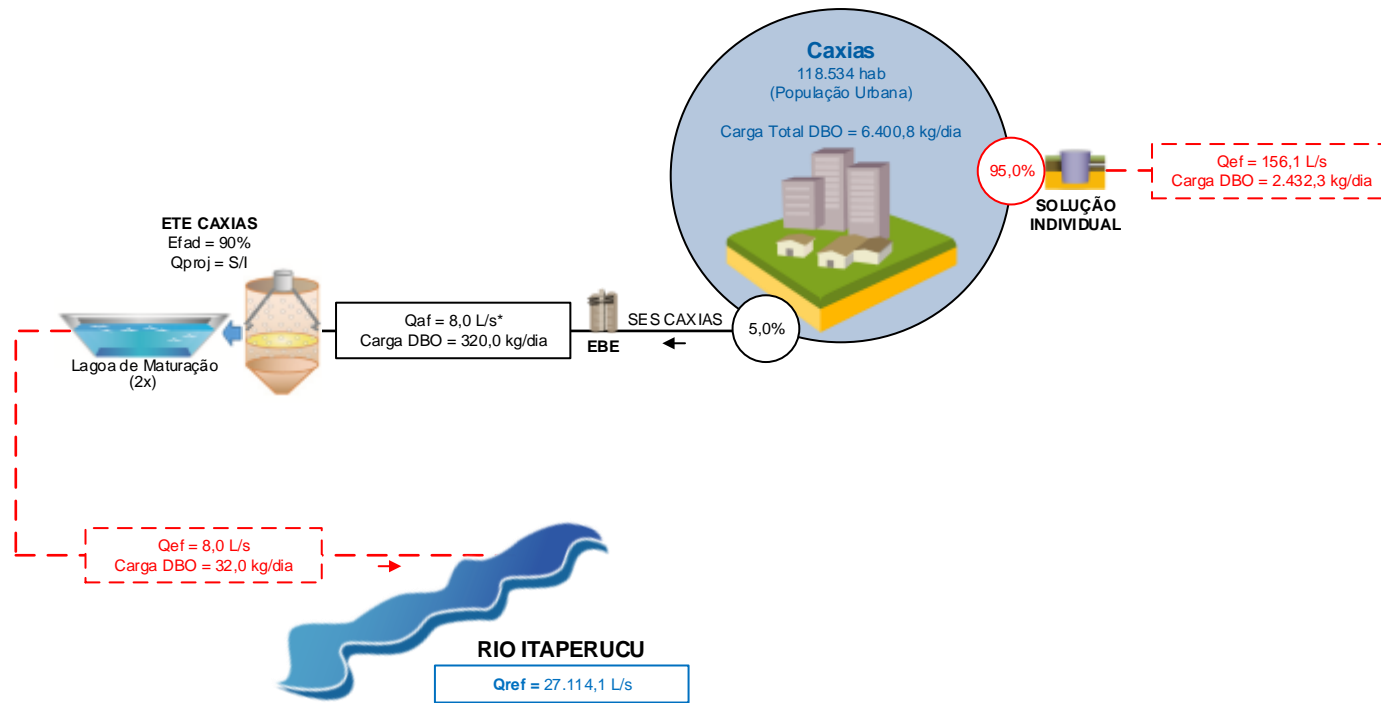 Caxias
118.534 hab
(População Urbana)
Carga Total DBO = 6.400,8 kg/dia
95,0%
SOLUÇÃO
INDIVIDUAL
Qef = 156,1 L/s
Carga DBO = 2.432,3 kg/dia
ETE CAXIAS
Efad = 90%
Qproj = S/I
Lagoa de Maturação
(2x)
Qaf = 8,0 L/s*
Carga DBO = 320,0 kg/dia
EBE
SES CAXIAS
5,0%
Qef = 8,0 L/s
Carga DBO = 32,0 kg/dia
RIO ITAPERUCU
Qref = 27.114,1 L/s